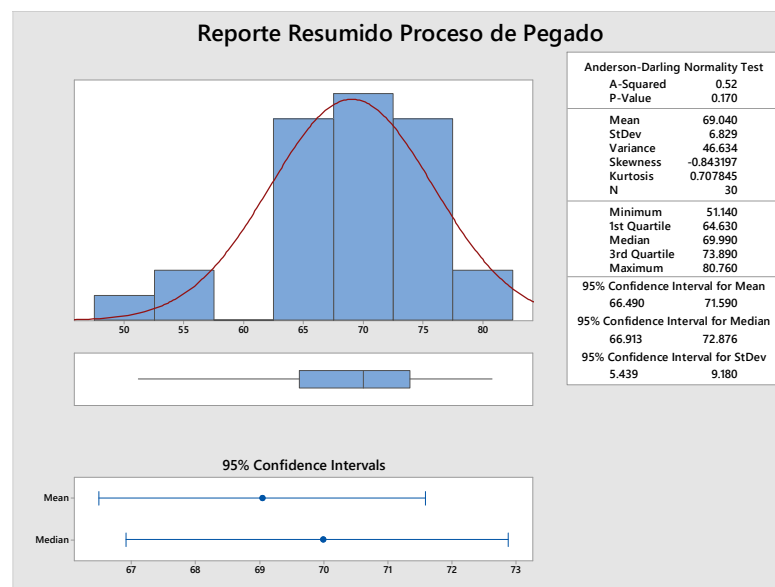 Reporte Resumido Proceso de Pegado
50 55 60 65 70 75 80
Anderson-Darling Normality Test
A-Squared 0.52
P-Value 0.170
Mean 69.040
StDev 6.829
Variance 46.634
Skewness -0.843197
Kurtosis 0.707845
N 30
Minimum 51.140
1st Quartile 64.630
Median 69.990
3rd Quartile 73.890
Maximum 80.760
95% Confidence Interval for Mean
66.490 71.590
95% Confidence Interval for Median
66.913 72.876
95% Confidence Interval for StDev
5.439 9.180
95% Confidence Intervals
Mean
Median
67 68 69 70 71 72 73